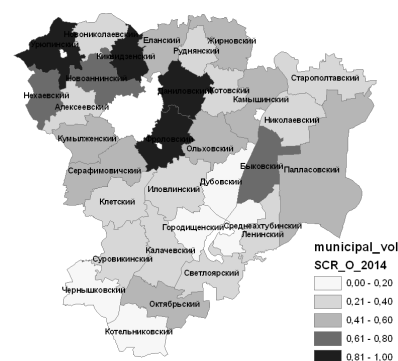 Новониколаевский
Урюпинский
Киквидзенский
Еланский
Руднянский
Жирновский
Нехаевский
Новоаннинский
Алексеевский
Даниловский
Котовский
Камышинский
Старополтавский
Николаевский
Кумылженский
Фроловский
Ольховский
Серафимовичский
Быковский
Палласовский
Дубовский
Иловлинский
Клетский
Городищенский
Среднеахтубинский
Ленинский
Суровикинский
Калачевский
Светлоярский
Чернышковский
Октябрьский
Котельниковский
municipal_vol
SCR_O_2014
0,00 - 0,20
0,21 - 0,40
0,41 - 0,60
0,61 - 0,80
0,81 - 1,00